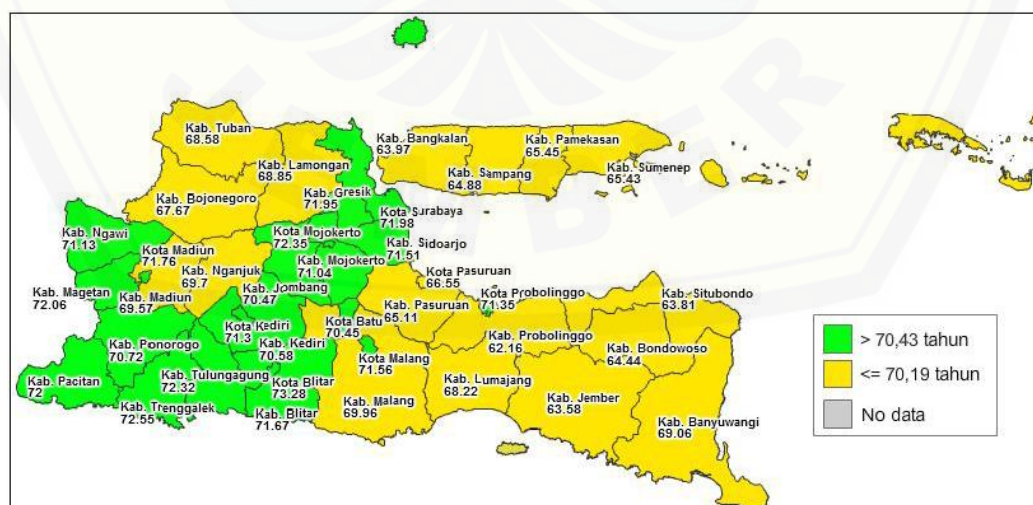 Kab. Tuban
68.58
Kab. Bangkalan
63.97
Kab. Pamekasan
65.45
Kab. Lamongan
68.85
Kab. Sampang
64.88
Kab. Sumenep
65.43
Kab. Bojonegoro
67.67
Kab. Gresik
71.95
Kota Surabaya
71.98
Kab. Ngawi
71.13
Kota Madiun
71.76
Kota Mojokerto
72.35
Kab. Sidoarjo
71.51
Kab. Nganjuk
69.7
Kab. Mojokerto
71.04
Kota Pasuruan
66.55
Kab. Magetan
72.06
Kab. Madiun
69.57
Kab. Jombang
70.47
Kota Probolinggo
71.35
Kab. Situbondo
63.81
Kab. Pasuruan
65.11
Kota Kediri
71.3
Kota Batu
70.45
Kab. Ponorogo
70.72
Kab. Kediri
70.58
Kab. Probolinggo
62.16
Kab. Bondowoso
64.44
Kota Malang
71.56
Kab. Pacitan
72
Kab. Tulungagung
72.32
Kota Blitar
73.28
Kab. Lumajang
68.22
Kab. Malang
69.96
Kab. Jember
63.58
Kab. Trenggalek
72.55
Kab. Blitar
71.67
Kab. Banyuwangi
69.06
> 70,43 tahun
<= 70,19 tahun
No data